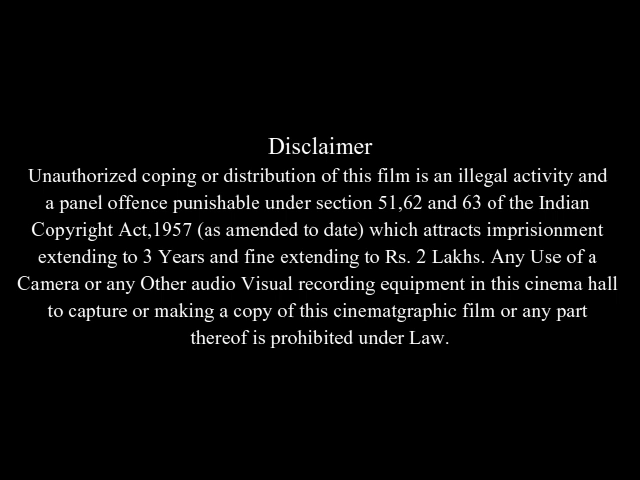 Disclaimer
Unauthorized coping or distribution of this film is an illegal activity and
a panel offence punishable under section 51,62 and 63 of the Indian
Copyright Act,1957 (as amended to date) which attracts imprisionment
extending to 3 Years and fine extending to Rs. 2 Lakhs. Any Use of a
Camera or any Other audio Visual recording equipment in this cinema hall
to capture or making a copy of this cinematgraphic film or any part
thereof is prohibited under Law.